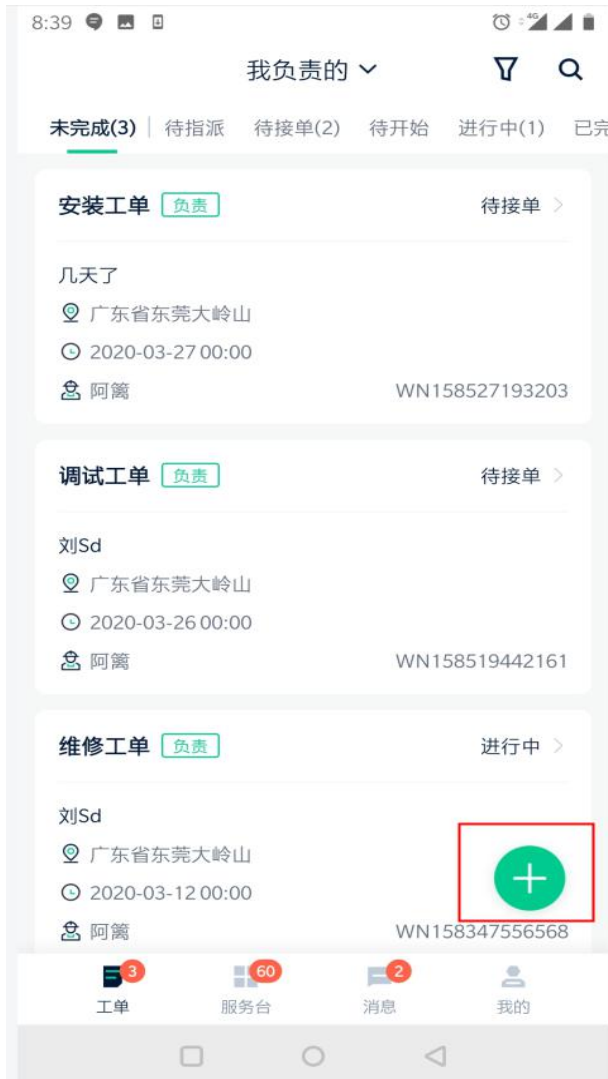 8:39 4G
我负责的
未完成(3) 待指派 待接单(2) 待开始 进行中(1) 已完
安装工单 负责 待接单
几天了
广东省东莞大岭山
2020-03-27 00:00
阿篱 WN158527193203
调试工单 负责 待接单
刘Sd
广东省东莞大岭山
2020-03-26 00:00
阿篱 WN158519442161
维修工单 负责 进行中
刘Sd
广东省东莞大岭山
2020-03-12 00:00
阿篱 WN158347556568
3 60 2
工单 服务台 消息 我的